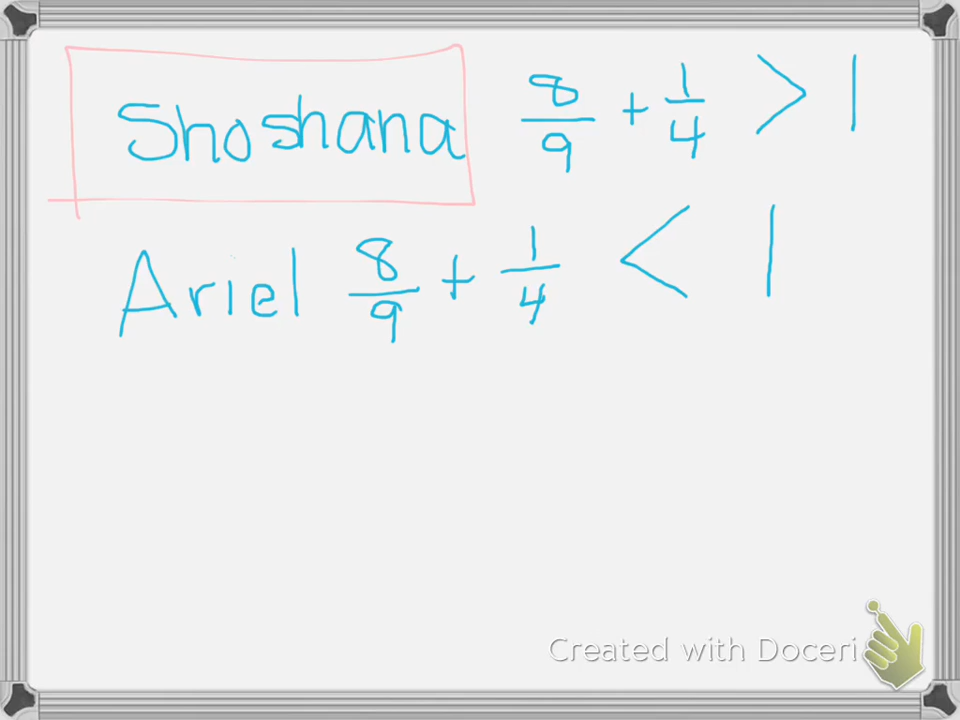 Shoshana 8/9 + 1/4 > 1
Ariel 8/9 + 1/4 < 1
Created with Doceri